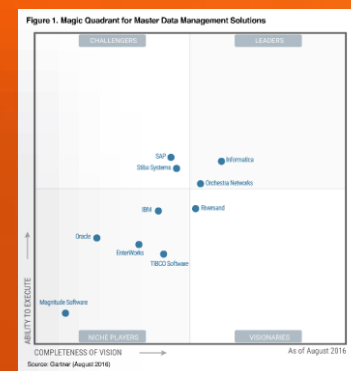 Figure 1. Magic Quadrant for Master Data Management Solutions
CHALLENGERS
LEADERS
SAP
Stibo Systems
Informatica
Orchestra Networks
IBM
Riversand
Oracle
EnterWorks
TIBCO Software
Magnitude Software
ABILITY TO EXECUTE
NICHE PLAYERS
VISIONARIES
COMPLETENESS OF VISION
As of August 2016
Source: Gartner (August 2016)